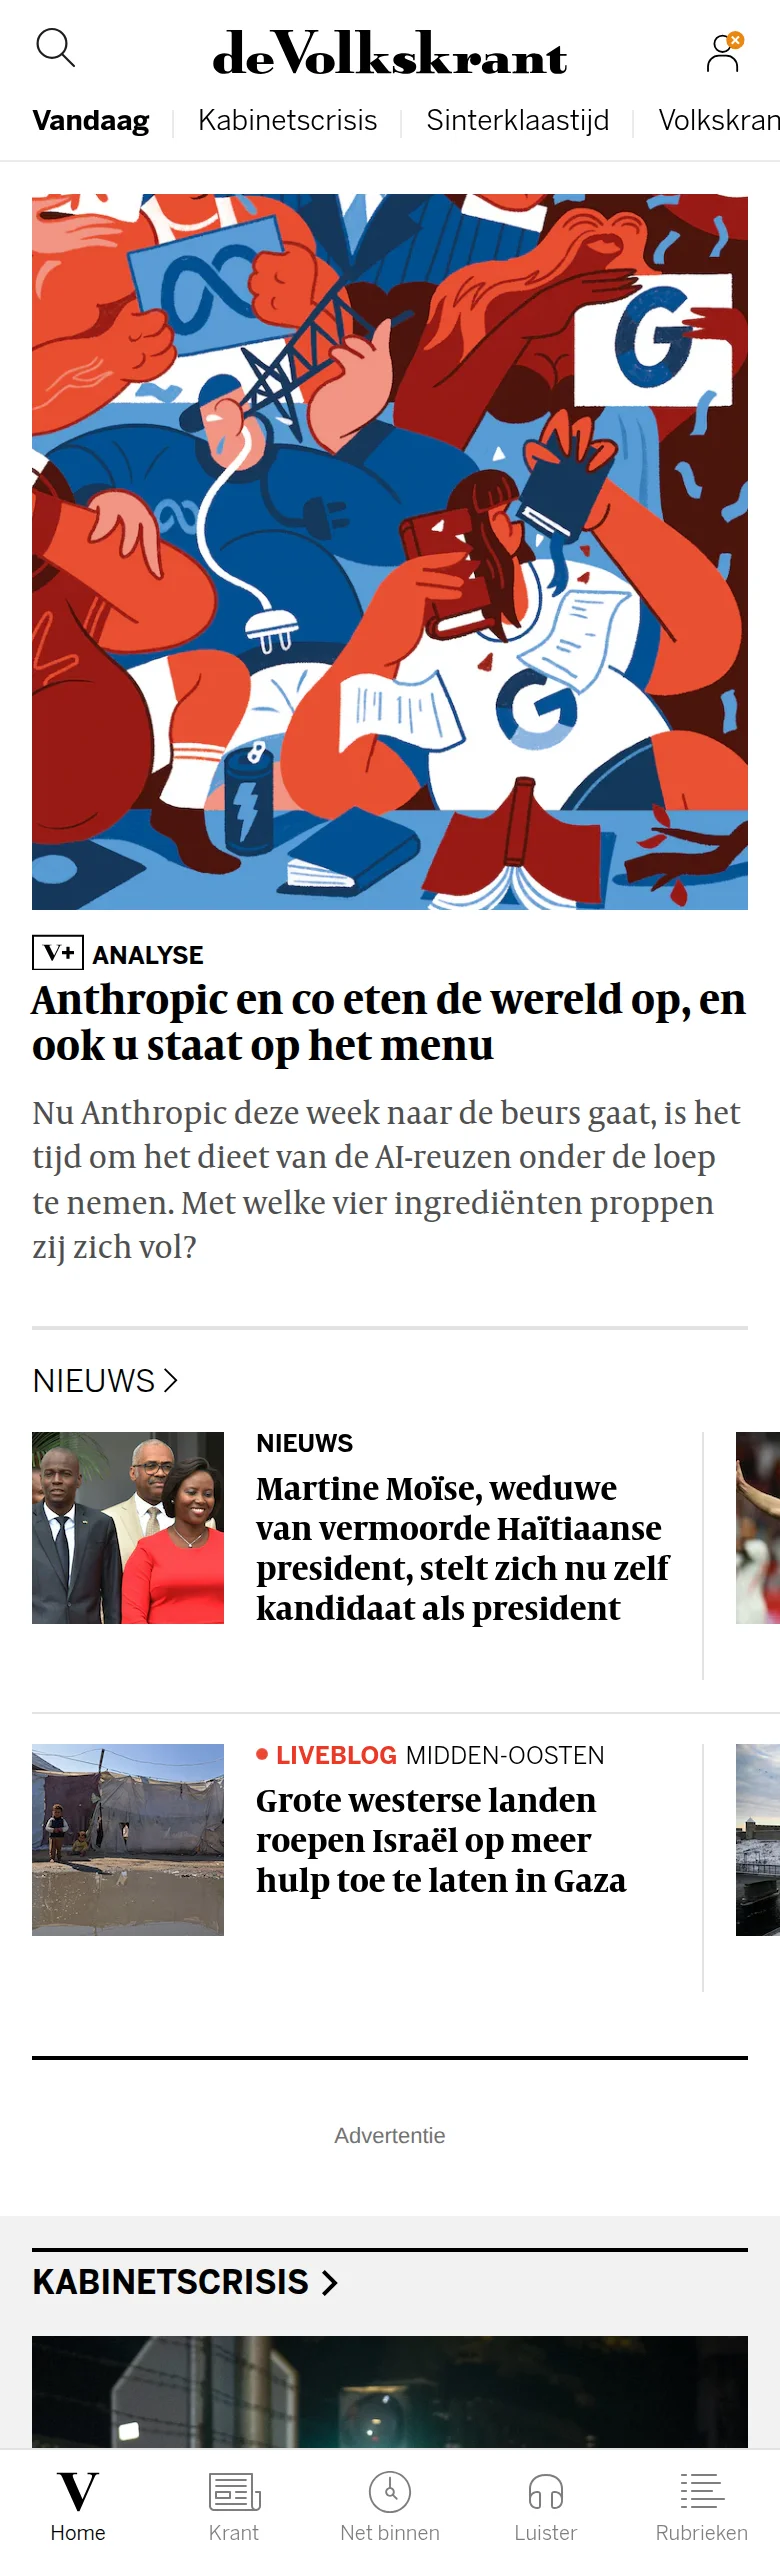 deVolkskrant
Vandaag
Kabinetscrisis
Sinterklaastijd
Volkskran
G
G
V+ ANALYSE
Anthropic en co eten de wereld op, en
ook u staat op het menu
Nu Anthropic deze week naar de beurs gaat, is het
tijd om het dieet van de AI-reuzen onder de loep
te nemen. Met welke vier ingrediënten proppen
zij zich vol?
NIEUWS
NIEUWS
Martine Moïse, weduwe
van vermoorde Haïtiaanse
president, stelt zich nu zelf
kandidaat als president
LIVEBLOG MIDDEN-OOSTEN
Grote westerse landen
roepen Israël op meer
hulp toe te laten in Gaza
Advertentie
KABINETSCRISIS
V
Home
Krant
Net binnen
Luister
Rubrieken